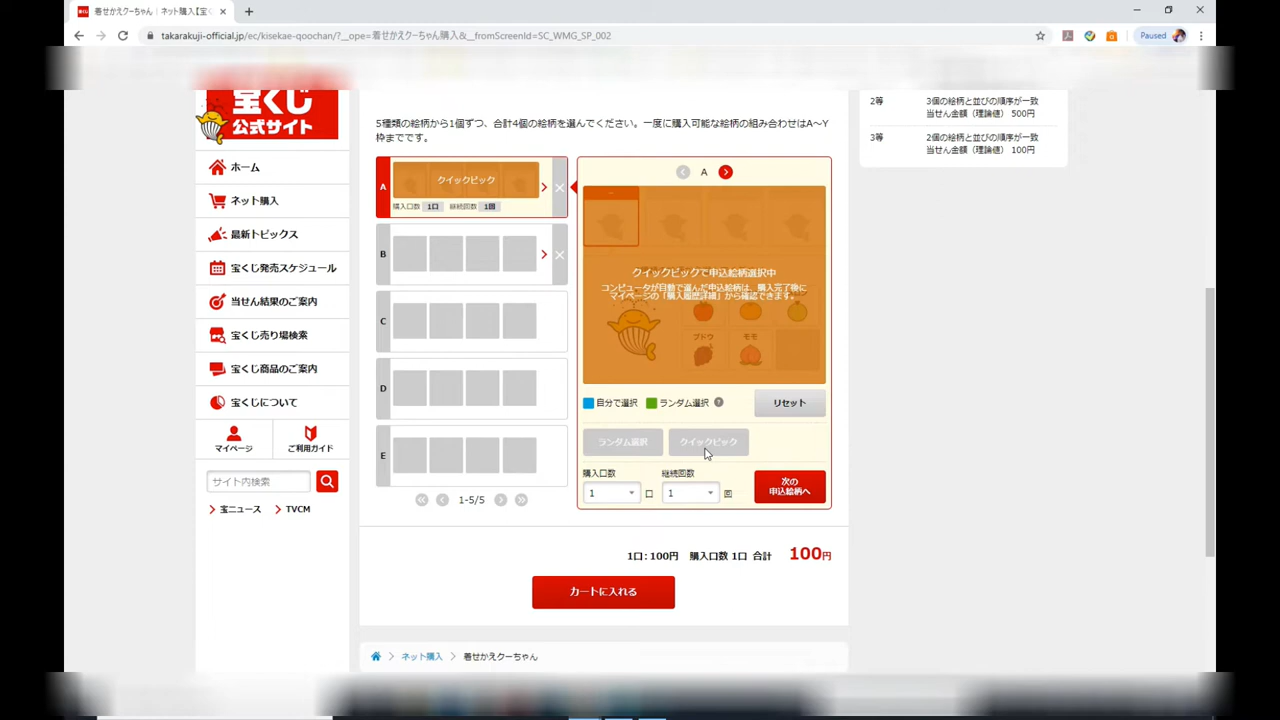 着せかえクーちゃん｜ネット購入【宝く
takarakuji-official.jp/ec/kisekae-qoochan/?__ope=着せかえクーちゃん購入&__fromScreenId=SC_WMG_SP_002
Paused
宝くじ
公式サイト
ホーム
ネット購入
最新トピックス
宝くじ発売スケジュール
当せん結果のご案内
宝くじ売り場検索
宝くじ商品のご案内
宝くじについて
マイページ
ご利用ガイド
サイト内検索
宝ニュース
TVCM
5種類の絵柄から1個ずつ、合計4個の絵柄を選んでください。一度に購入可能な絵柄の組み合わせはA～Y
枠までです。
A
クイックピック
購入口数 1口 継続回数 1回
B
C
D
E
1-5/5
A
クイックピックで申込絵柄選択中
コンピュータが自動で選んだ申込絵柄は、購入完了後に
マイページの「購入履歴詳細」から確認できます。
ブドウ
モモ
自分で選択
ランダム選択 ?
リセット
ランダム選択
クイックピック
購入口数
継続回数
1 口
1 回
次の
申込絵柄へ
1口：100円 購入口数 1口 合計 100円
カートに入れる
ネット購入
着せかえクーちゃん
2等
3個の絵柄と並びの順序が一致
当せん金額（理論値） 500円
3等
2個の絵柄と並びの順序が一致
当せん金額（理論値） 100円